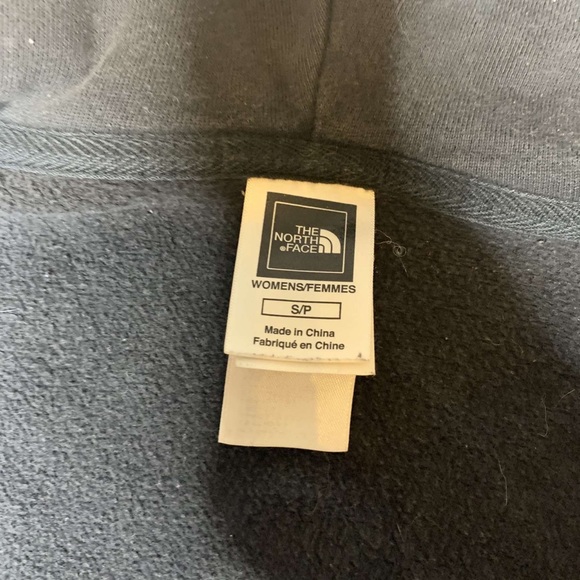 THE
NORTH
FACE
WOMENS/FEMMES
S/P
Made in China
Fabriqué en Chine